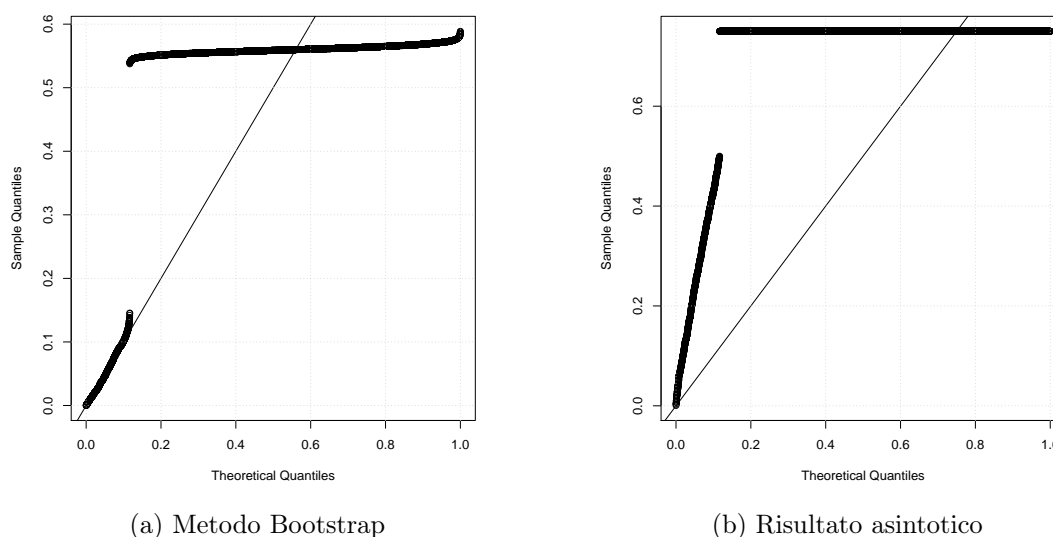 0.6
0.5
0.4
0.3
0.2
0.1
0.0
Sample Quantiles
0.0 0.2 0.4 0.6 0.8 1.0
Theoretical Quantiles
(a) Metodo Bootstrap
0.6
0.4
0.2
0.0
Sample Quantiles
0.0 0.2 0.4 0.6 0.8 1.0
Theoretical Quantiles
(b) Risultato asintotico